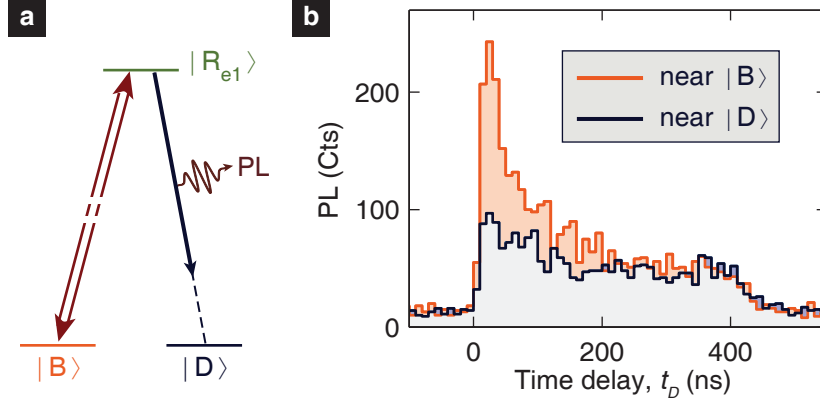 a
| R_e1 ⟩
PL
| B ⟩
| D ⟩
b
PL (Cts)
200
100
0
near | B ⟩
near | D ⟩
0
200
400
Time delay, t_D (ns)